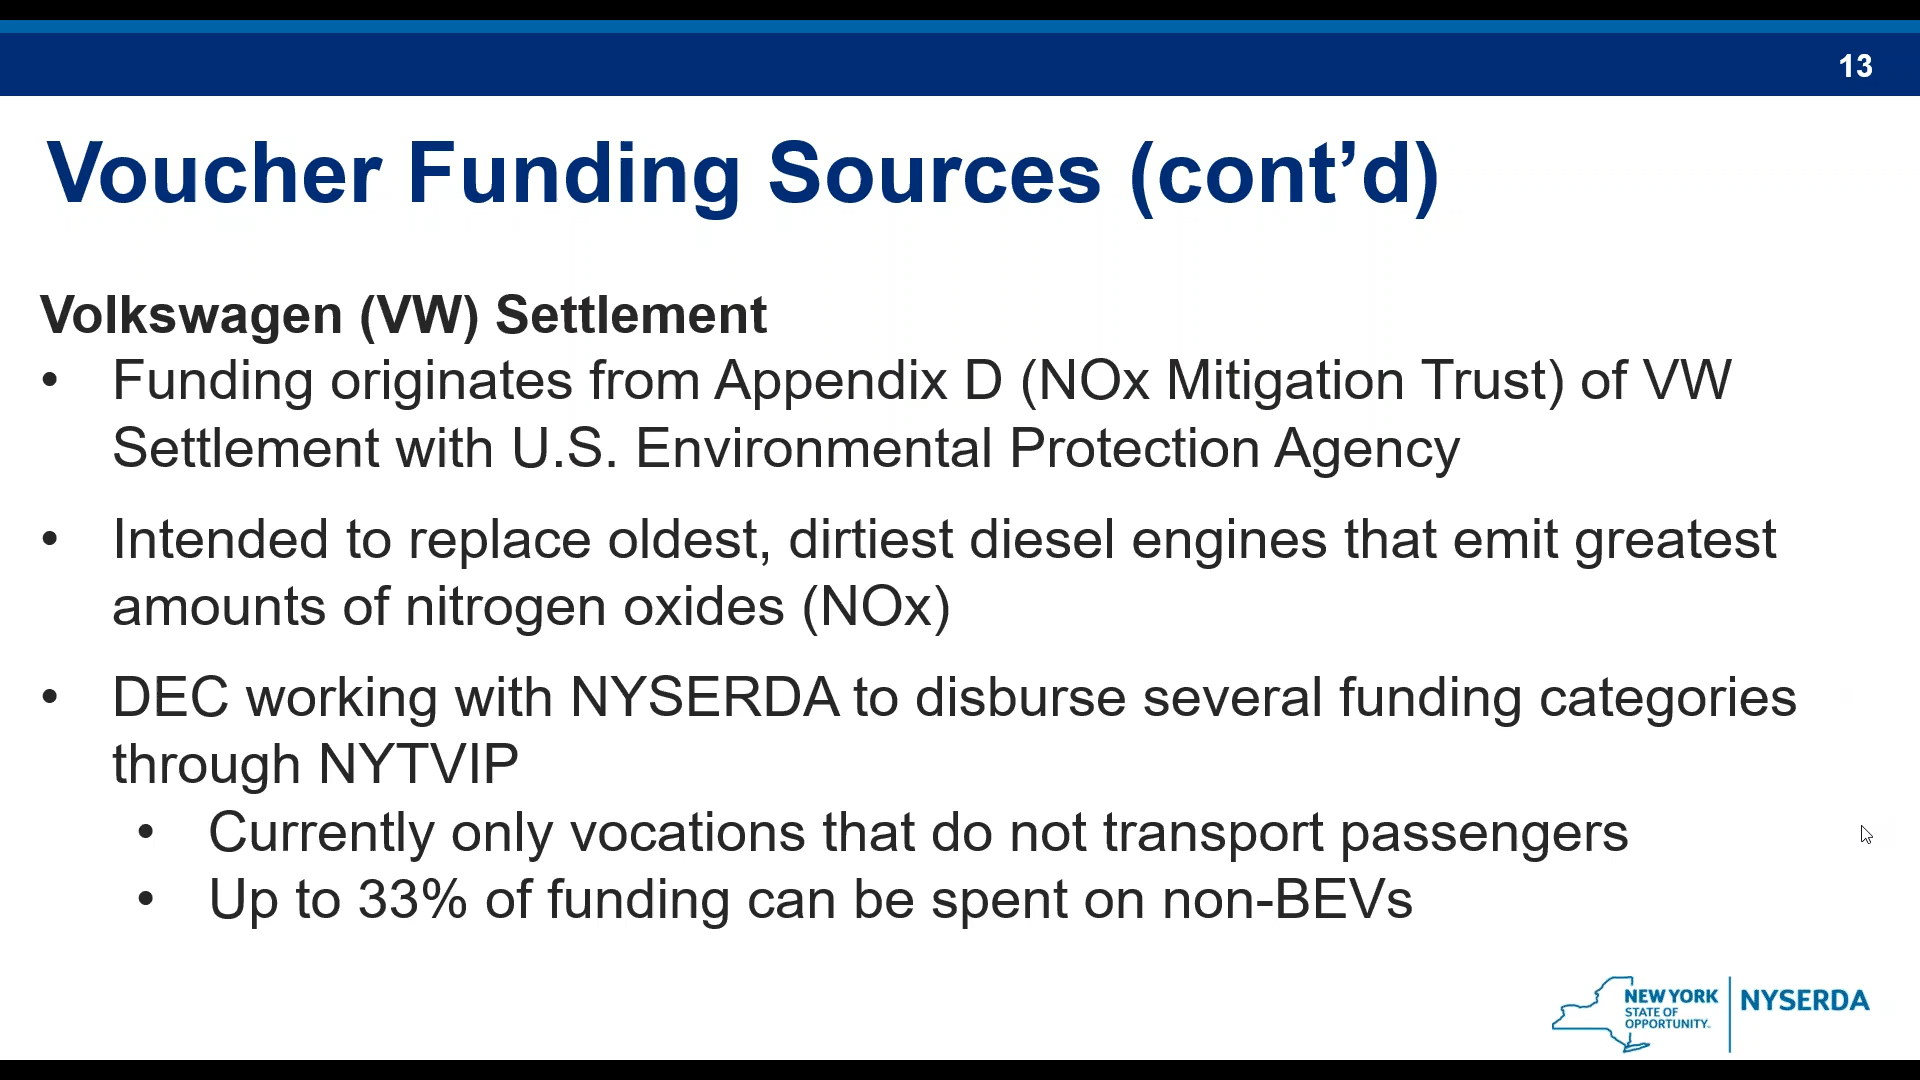 13
Voucher Funding Sources (cont’d)
Volkswagen (VW) Settlement
• Funding originates from Appendix D (NOx Mitigation Trust) of VW
Settlement with U.S. Environmental Protection Agency
• Intended to replace oldest, dirtiest diesel engines that emit greatest
amounts of nitrogen oxides (NOx)
• DEC working with NYSERDA to disburse several funding categories
through NYTVIP
• Currently only vocations that do not transport passengers
• Up to 33% of funding can be spent on non-BEVs
NEW YORK
STATE OF
OPPORTUNITY.
NYSERDA